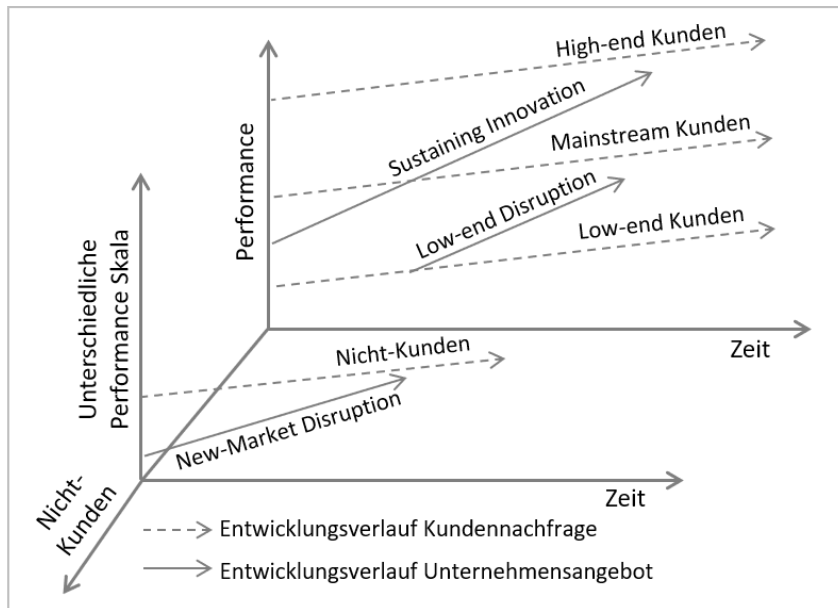 High-end Kunden
Sustaining Innovation
Mainstream Kunden
Performance
Low-end Disruption
Low-end Kunden
Zeit
Unterschiedliche
Performance Skala
Nicht-Kunden
New-Market Disruption
Zeit
Nicht-
Kunden
Entwicklungsverlauf Kundennachfrage
Entwicklungsverlauf Unternehmensangebot